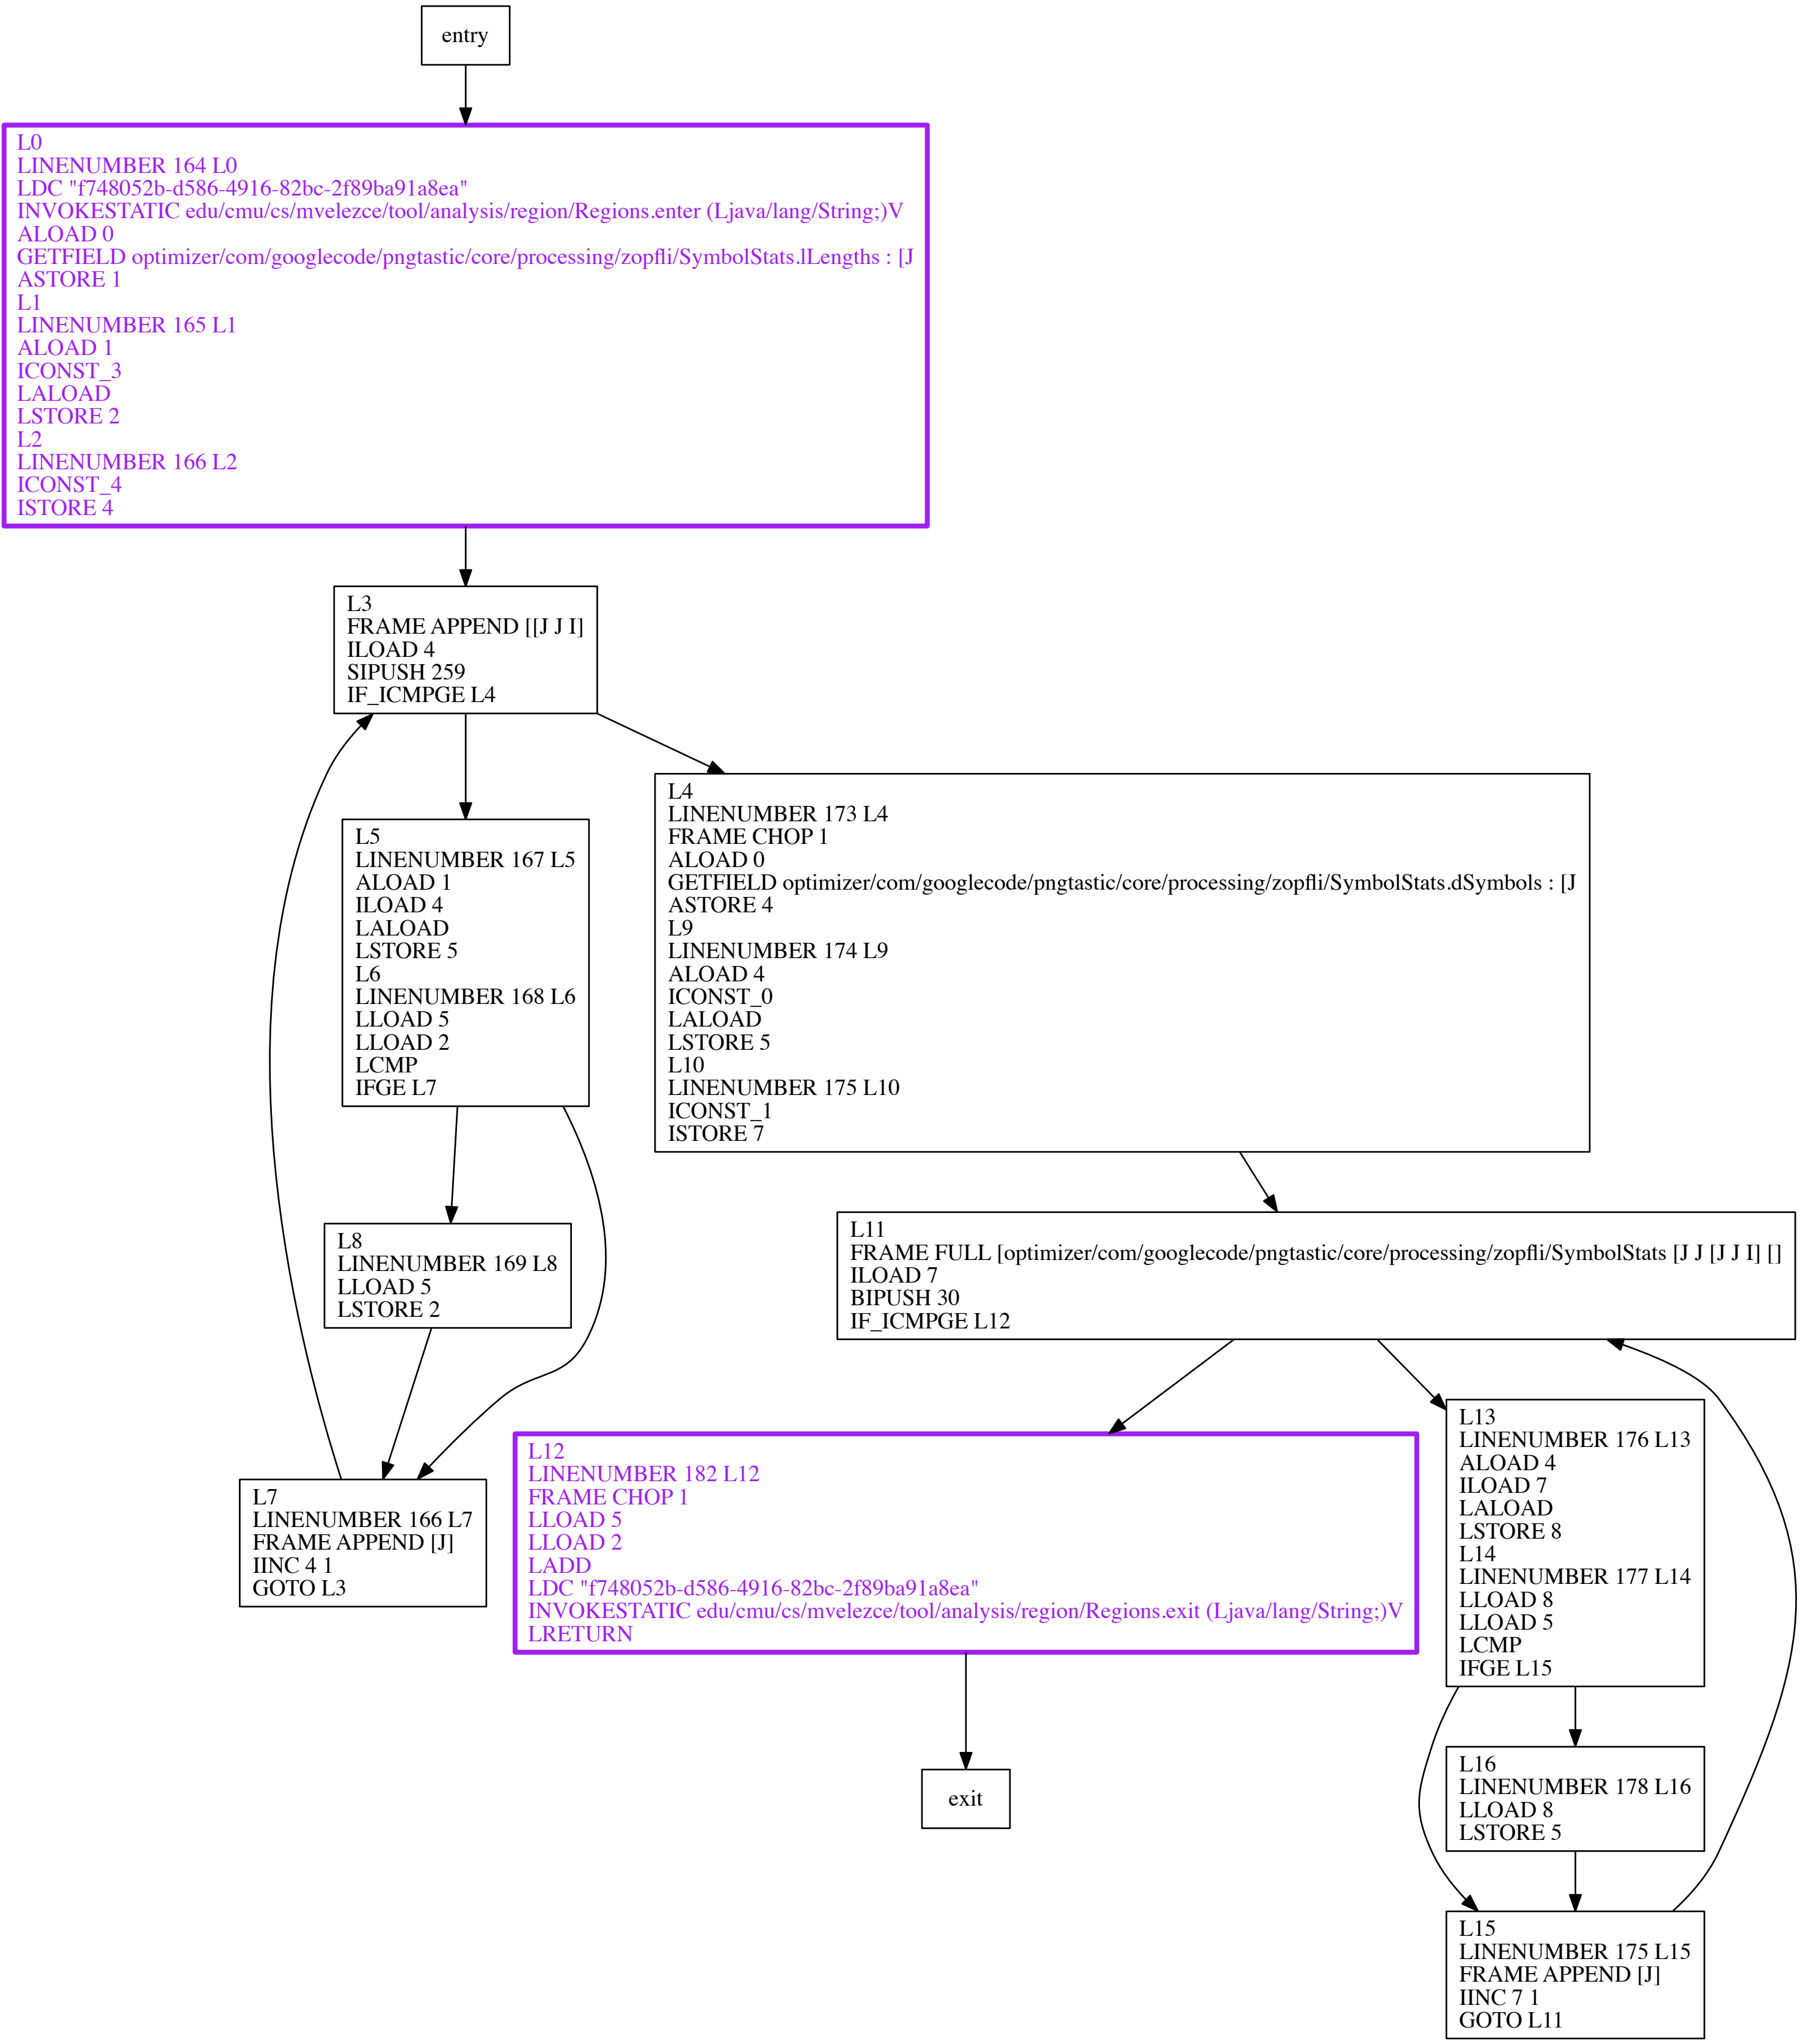 entry
L0
LINENUMBER 164 L0
LDC "f748052b-d586-4916-82bc-2f89ba91a8ea"
INVOKESTATIC edu/cmu/cs/mvelezce/tool/analysis/region/Regions.enter (Ljava/lang/String;)V
ALOAD 0
GETFIELD optimizer/com/googlecode/pngtastic/core/processing/zopfli/SymbolStats.lLengths : [J
ASTORE 1
L1
LINENUMBER 165 L1
ALOAD 1
ICONST_3
LALOAD
LSTORE 2
L2
LINENUMBER 166 L2
ICONST_4
ISTORE 4
L3
FRAME APPEND [[J J I]
ILOAD 4
SIPUSH 259
IF_ICMPGE L4
L5
LINENUMBER 167 L5
ALOAD 1
ILOAD 4
LALOAD
LSTORE 5
L6
LINENUMBER 168 L6
LLOAD 5
LLOAD 2
LCMP
IFGE L7
L4
LINENUMBER 173 L4
FRAME CHOP 1
ALOAD 0
GETFIELD optimizer/com/googlecode/pngtastic/core/processing/zopfli/SymbolStats.dSymbols : [J
ASTORE 4
L9
LINENUMBER 174 L9
ALOAD 4
ICONST_0
LALOAD
LSTORE 5
L10
LINENUMBER 175 L10
ICONST_1
ISTORE 7
L8
LINENUMBER 169 L8
LLOAD 5
LSTORE 2
L11
FRAME FULL [optimizer/com/googlecode/pngtastic/core/processing/zopfli/SymbolStats [J J [J J I] []
ILOAD 7
BIPUSH 30
IF_ICMPGE L12
L7
LINENUMBER 166 L7
FRAME APPEND [J]
IINC 4 1
GOTO L3
L12
LINENUMBER 182 L12
FRAME CHOP 1
LLOAD 5
LLOAD 2
LADD
LDC "f748052b-d586-4916-82bc-2f89ba91a8ea"
INVOKESTATIC edu/cmu/cs/mvelezce/tool/analysis/region/Regions.exit (Ljava/lang/String;)V
LRETURN
L13
LINENUMBER 176 L13
ALOAD 4
ILOAD 7
LALOAD
LSTORE 8
L14
LINENUMBER 177 L14
LLOAD 8
LLOAD 5
LCMP
IFGE L15
exit
L16
LINENUMBER 178 L16
LLOAD 8
LSTORE 5
L15
LINENUMBER 175 L15
FRAME APPEND [J]
IINC 7 1
GOTO L11